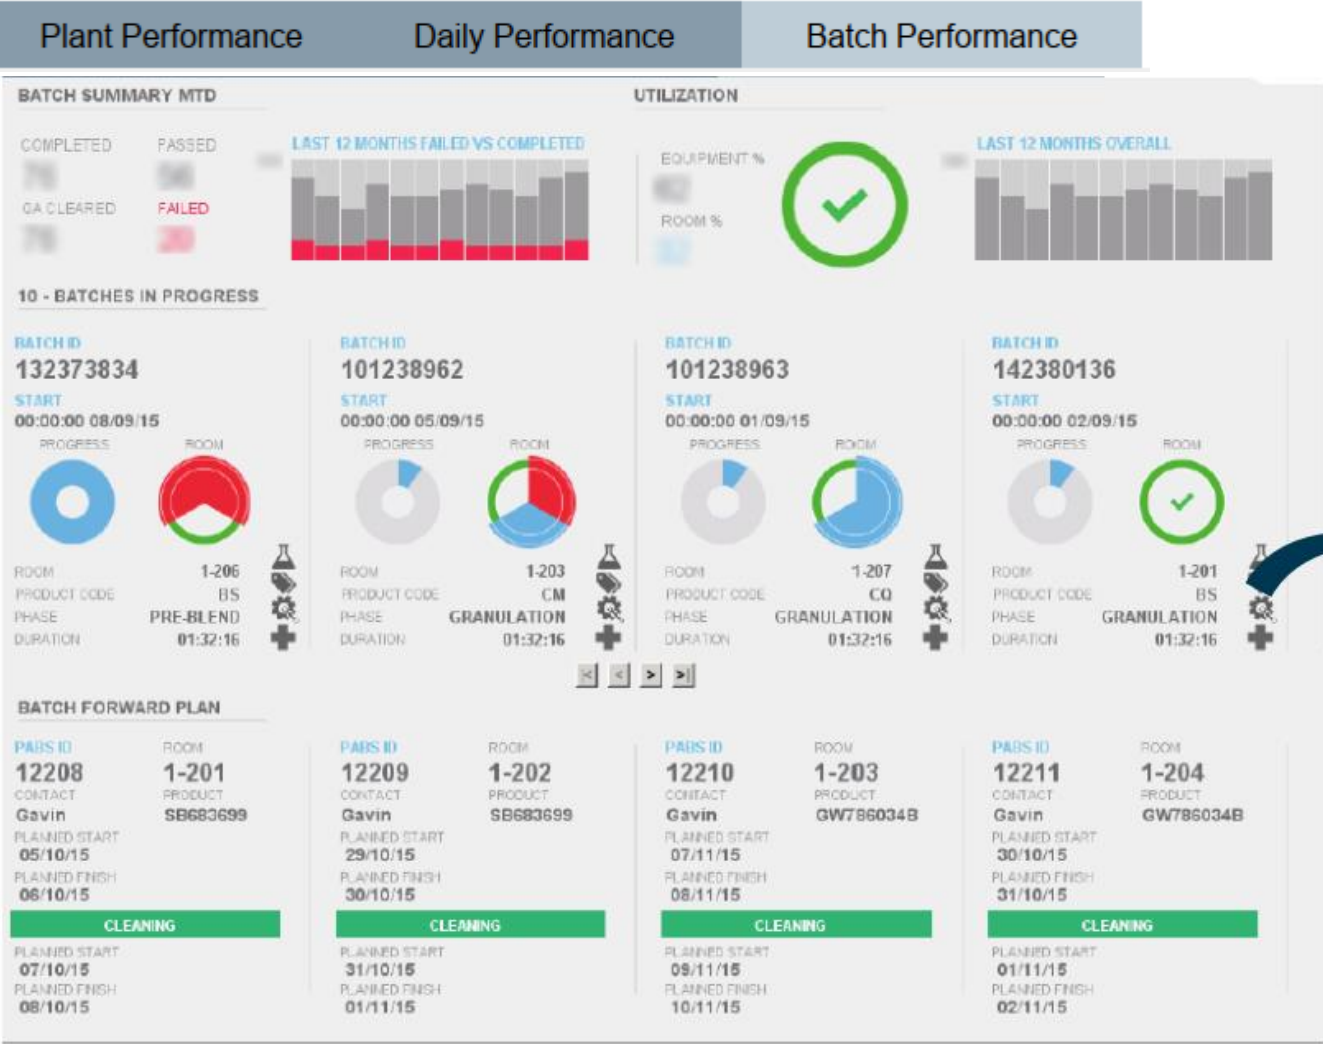 Plant Performance Daily Performance Batch Performance
BATCH SUMMARY MTD UTILIZATION
COMPLETED PASSED LAST 12 MONTHS FAILED VS COMPLETED LAST 12 MONTHS OVERALL
EQUIPMENT %
QA CLEARED FAILED
ROOM %
10 - BATCHES IN PROGRESS
BATCH ID BATCH ID BATCH ID BATCH ID
132373834 101238962 101238963 142380136
START START START START
00:00:00 08/09/15 00:00:00 05/09/15 00:00:00 01/09/15 00:00:00 02/09/15
PROGRESS ROOM PROGRESS ROOM PROGRESS ROOM PROGRESS ROOM
ROOM 1-206 ROOM 1-203 ROOM 1-207 ROOM 1-201
PRODUCT CODE BS PRODUCT CODE CM PRODUCT CODE CQ PRODUCT CODE BS
PHASE PRE-BLEND PHASE GRANULATION PHASE GRANULATION PHASE GRANULATION
DURATION 01:32:16 DURATION 01:32:16 DURATION 01:32:16 DURATION 01:32:16
BATCH FORWARD PLAN
PABS ID ROOM PABS ID ROOM PABS ID ROOM PABS ID ROOM
12208 1-201 12209 1-202 12210 1-203 12211 1-204
CONTACT PRODUCT CONTACT PRODUCT CONTACT PRODUCT CONTACT PRODUCT
Gavin SB683699 Gavin SB683699 Gavin GW786034B Gavin GW786034B
PLANNED START PLANNED START PLANNED START PLANNED START
05/10/15 29/10/15 07/11/15 30/10/15
PLANNED FINISH PLANNED FINISH PLANNED FINISH PLANNED FINISH
06/10/15 30/10/15 08/11/15 31/10/15
CLEANING CLEANING CLEANING CLEANING
PLANNED START PLANNED START PLANNED START PLANNED START
07/10/15 31/10/15 09/11/15 01/11/15
PLANNED FINISH PLANNED FINISH PLANNED FINISH PLANNED FINISH
08/10/15 01/11/15 10/11/15 02/11/15